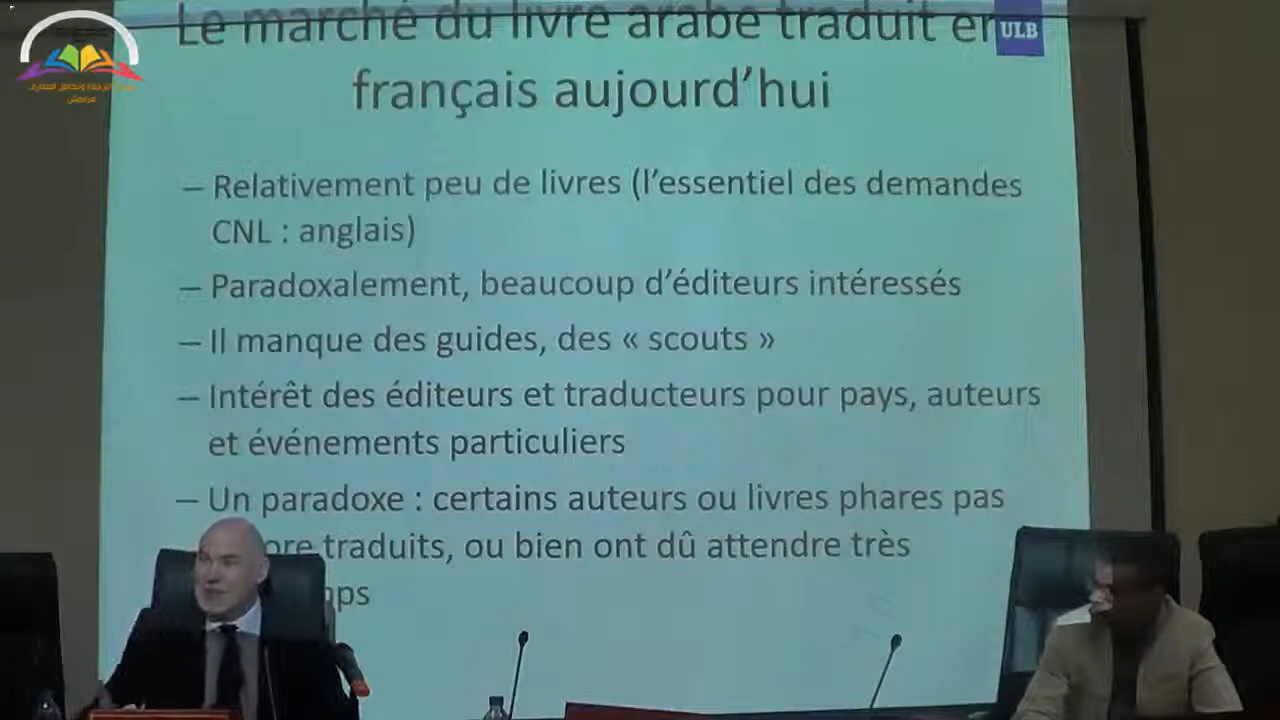 Le marché du livre arabe traduit en
ULB
français aujourd'hui
– Relativement peu de livres (l'essentiel des demandes
CNL : anglais)
– Paradoxalement, beaucoup d'éditeurs intéressés
– Il manque des guides, des « scouts »
– Intérêt des éditeurs et traducteurs pour pays, auteurs
et événements particuliers
– Un paradoxe : certains auteurs ou livres phares pas
traduits, ou bien ont dû attendre très